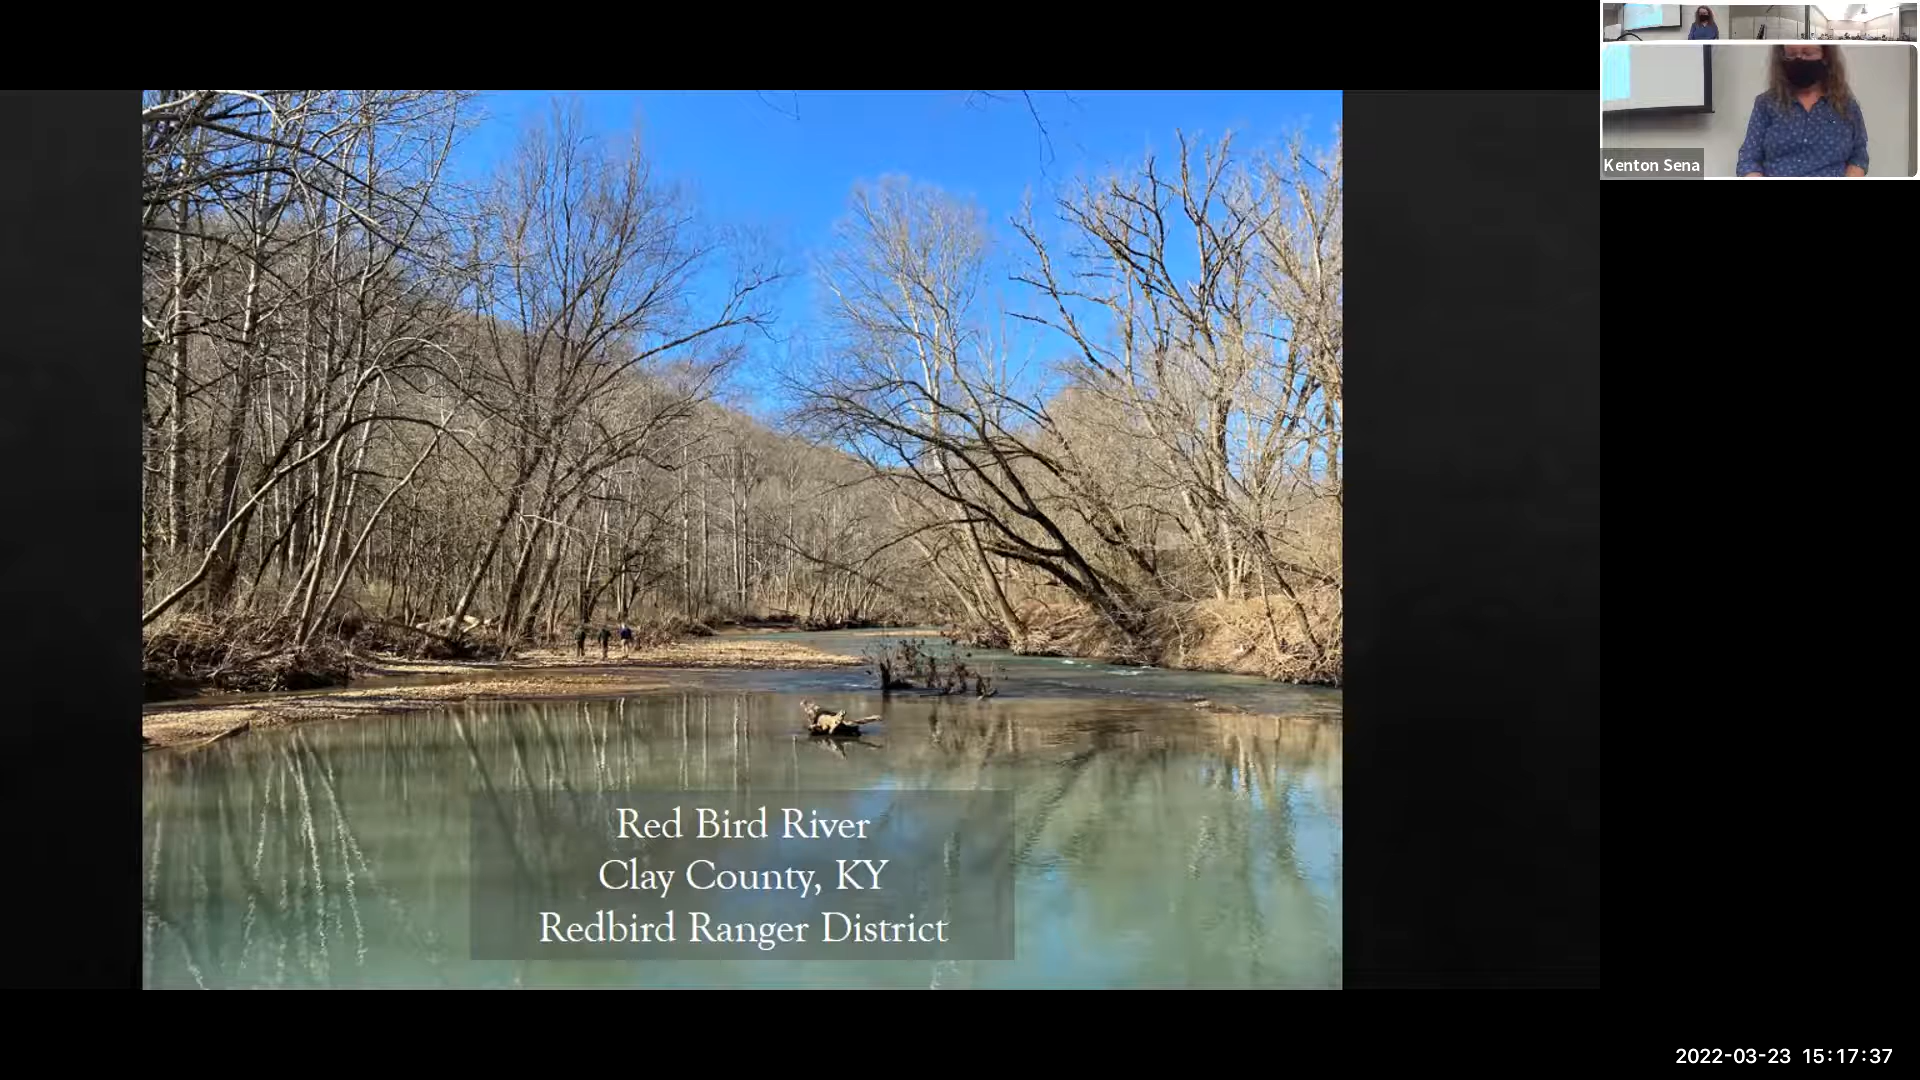 Kenton Sena
Red Bird River
Clay County, KY
Redbird Ranger District
2022-03-23 15:17:37